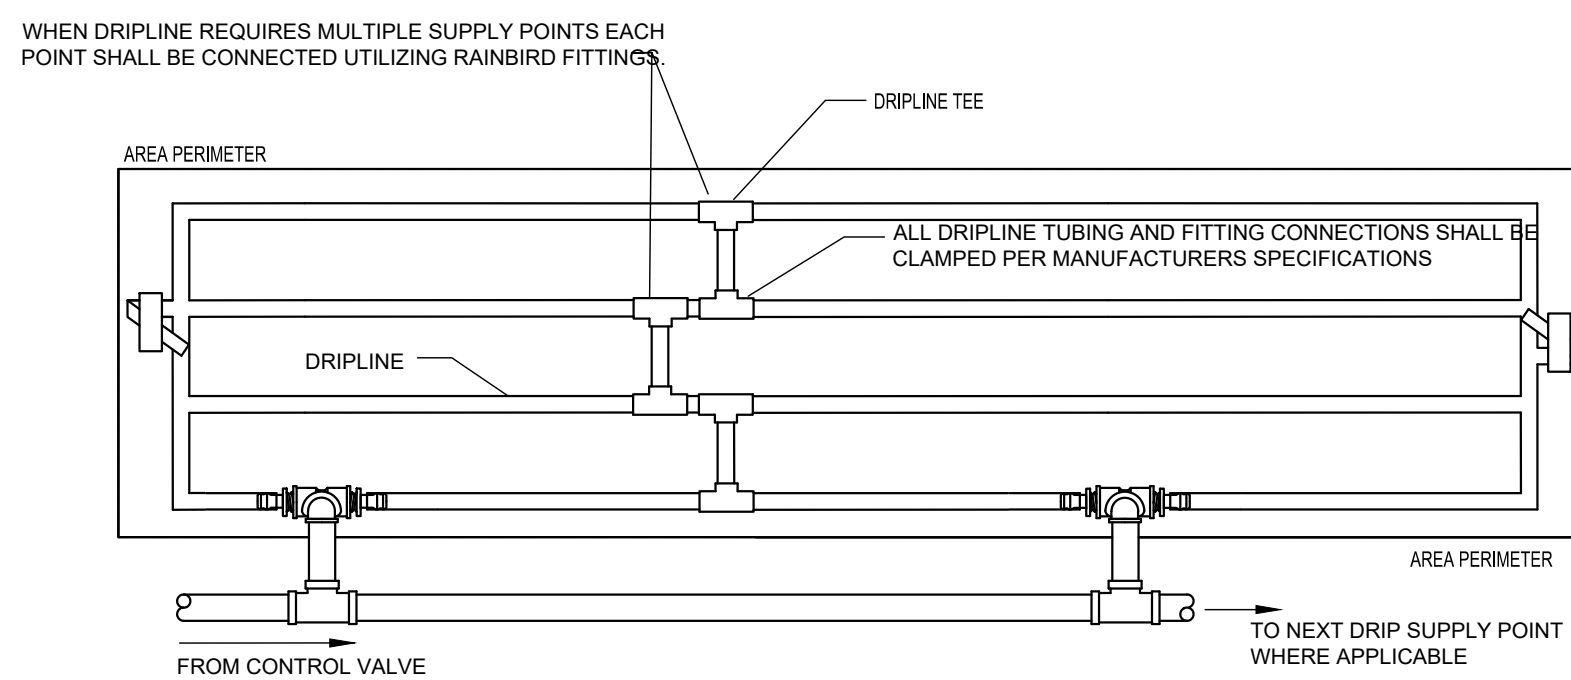 WHEN DRIPLINE REQUIRES MULTIPLE SUPPLY POINTS EACH
POINT SHALL BE CONNECTED UTILIZING RAINBIRD FITTINGS.
DRIPLINE TEE
AREA PERIMETER
ALL DRIPLINE TUBING AND FITTING CONNECTIONS SHALL BE
CLAMPED PER MANUFACTURERS SPECIFICATIONS
DRIPLINE
AREA PERIMETER
TO NEXT DRIP SUPPLY POINT
WHERE APPLICABLE
FROM CONTROL VALVE